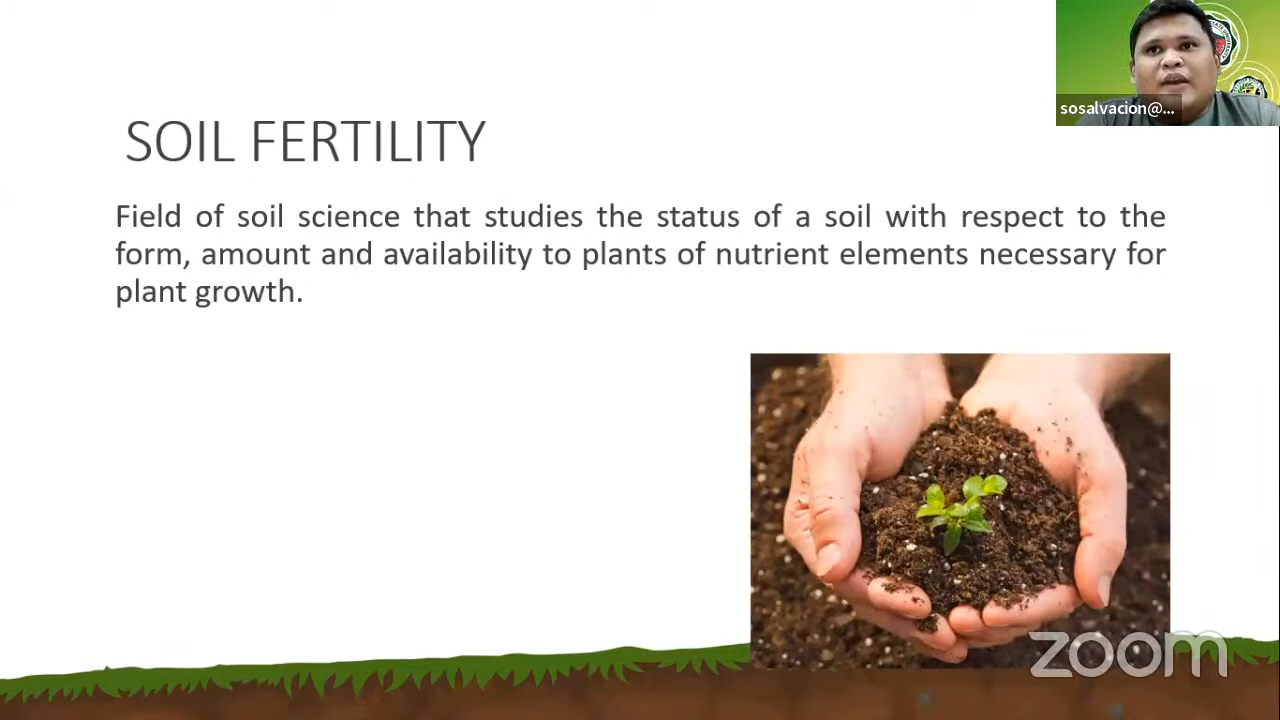 sosalvacion@...
SOIL FERTILITY
Field of soil science that studies the status of a soil with respect to the
form, amount and availability to plants of nutrient elements necessary for
plant growth.
zoom